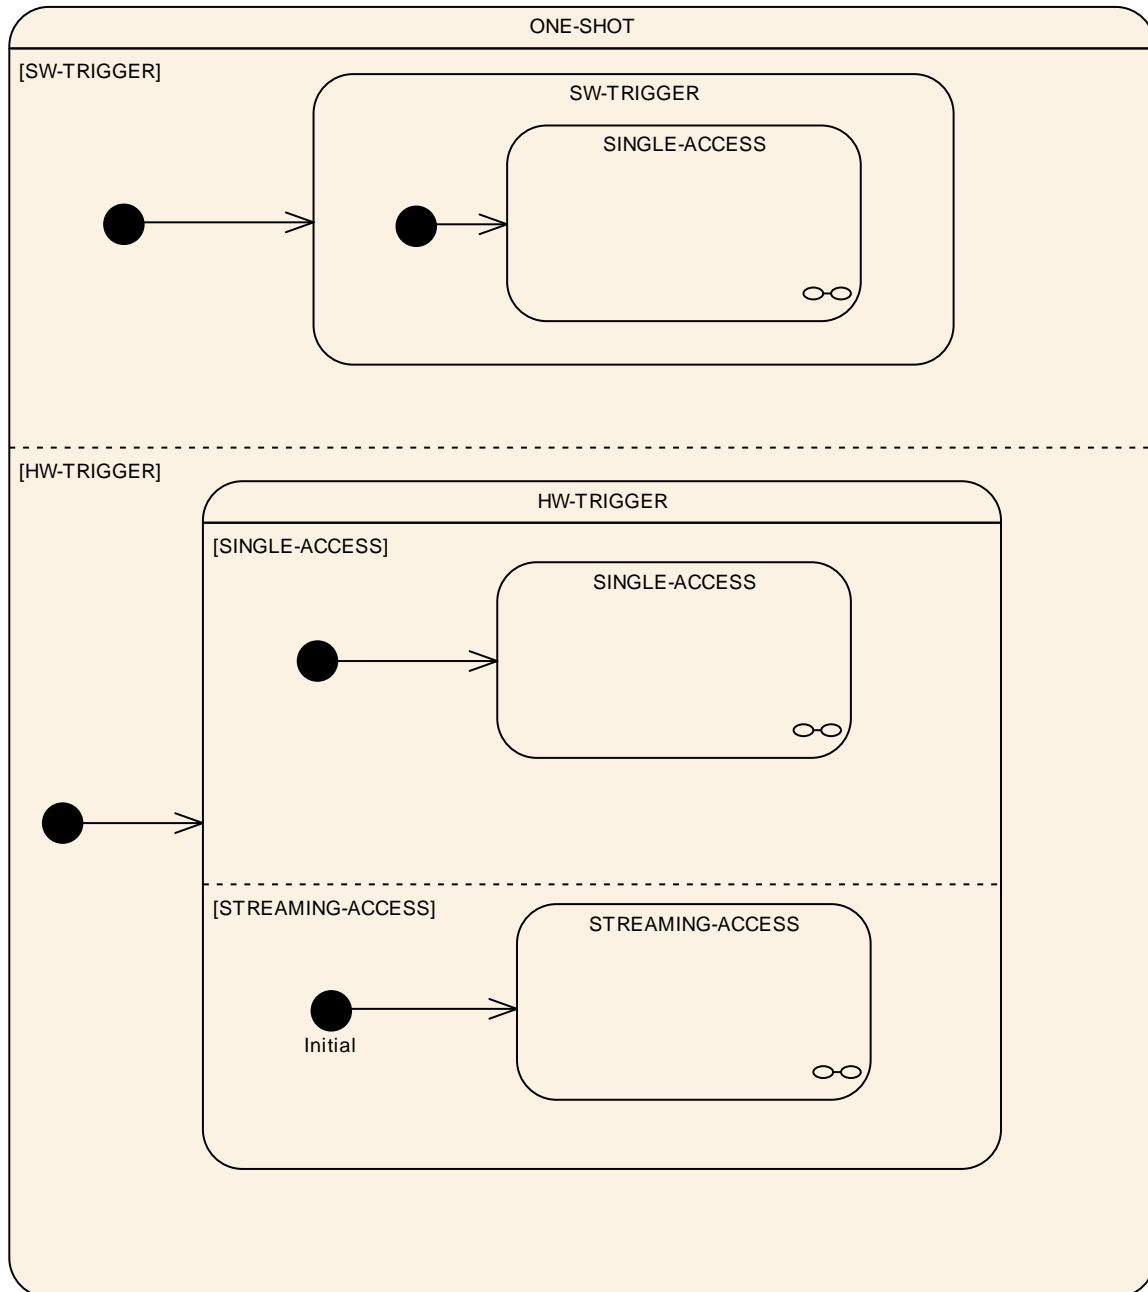 ONE-SHOT
[SW-TRIGGER]
SW-TRIGGER
SINGLE-ACCESS
[HW-TRIGGER]
HW-TRIGGER
[SINGLE-ACCESS]
SINGLE-ACCESS
[STREAMING-ACCESS]
STREAMING-ACCESS
Initial